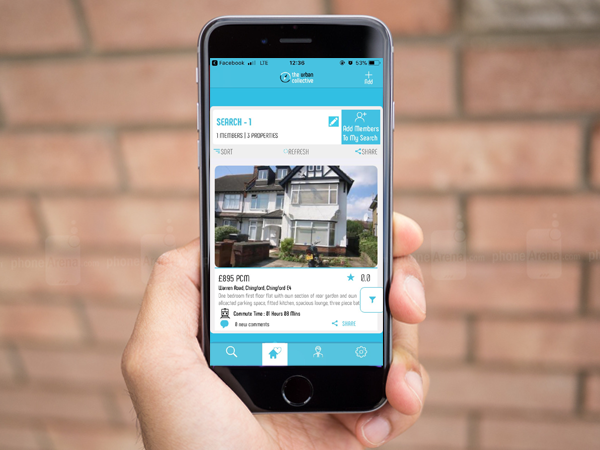 Facebook LTE 12:36 53%
the urban
collective
Add
SEARCH - 1
1 MEMBERS | 3 PROPERTIES
Add Members
To My Search
SORT REFRESH SHARE
£895 PCM 0.0
Warren Road, Chingford, Chingford E4
One bedroom first floor flat with own section of rear garden and own
allocated parking space, fitted kitchen, spacious lounge, three piece bat
Commute Time : 01 Hours 09 Mins
0 new comments SHARE